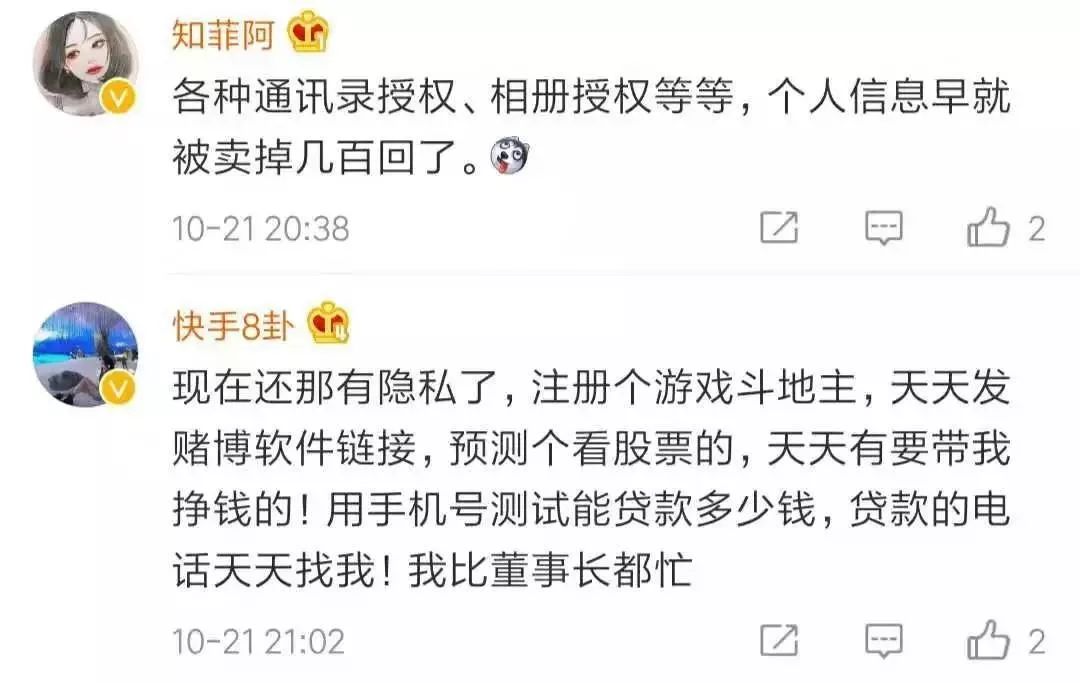 知菲阿
各种通讯录授权、相册授权等等，个人信息早就
被卖掉几百回了。
10-21 20:38
2
快手8卦
现在还那有隐私了，注册个游戏斗地主，天天发
赌博软件链接，预测个看股票的，天天有要带我
挣钱的！用手机号测试能贷款多少钱，贷款的电
话天天找我！我比董事长都忙
10-21 21:02
2